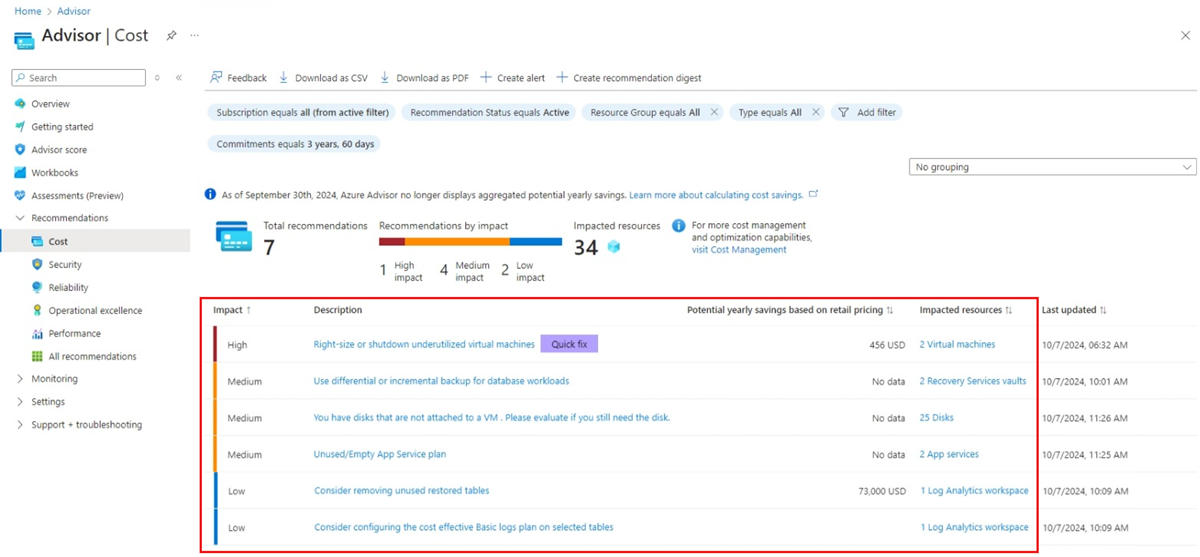 Home > Advisor
Advisor | Cost ...
Search
Feedback Download as CSV Download as PDF Create alert Create recommendation digest
Overview
Getting started
Advisor score
Workbooks
Assessments (Preview)
Recommendations
Cost
Security
Reliability
Operational excellence
Performance
All recommendations
Monitoring
Settings
Support + troubleshooting
Subscription equals all (from active filter) Recommendation Status equals Active Resource Group equals All Type equals All Add filter
Commitments equals 3 years, 60 days
No grouping
As of September 30th, 2024, Azure Advisor no longer displays aggregated potential yearly savings. Learn more about calculating cost savings.
Total recommendations
7
Recommendations by impact
1 High impact 4 Medium impact 2 Low impact
Impacted resources
34
For more cost management
and optimization capabilities,
visit Cost Management
Impact Description Potential yearly savings based on retail pricing Impacted resources Last updated
High Right-size or shutdown underutilized virtual machines Quick fix 456 USD 2 Virtual machines 10/7/2024, 06:32 AM
Medium Use differential or incremental backup for database workloads No data 2 Recovery Services vaults 10/7/2024, 10:01 AM
Medium You have disks that are not attached to a VM . Please evaluate if you still need the disk. No data 25 Disks 10/7/2024, 11:26 AM
Medium Unused/Empty App Service plan No data 2 App services 10/7/2024, 11:25 AM
Low Consider removing unused restored tables 73,000 USD 1 Log Analytics workspace 10/7/2024, 10:09 AM
Low Consider configuring the cost effective Basic logs plan on selected tables 1 Log Analytics workspace 10/7/2024, 10:09 AM